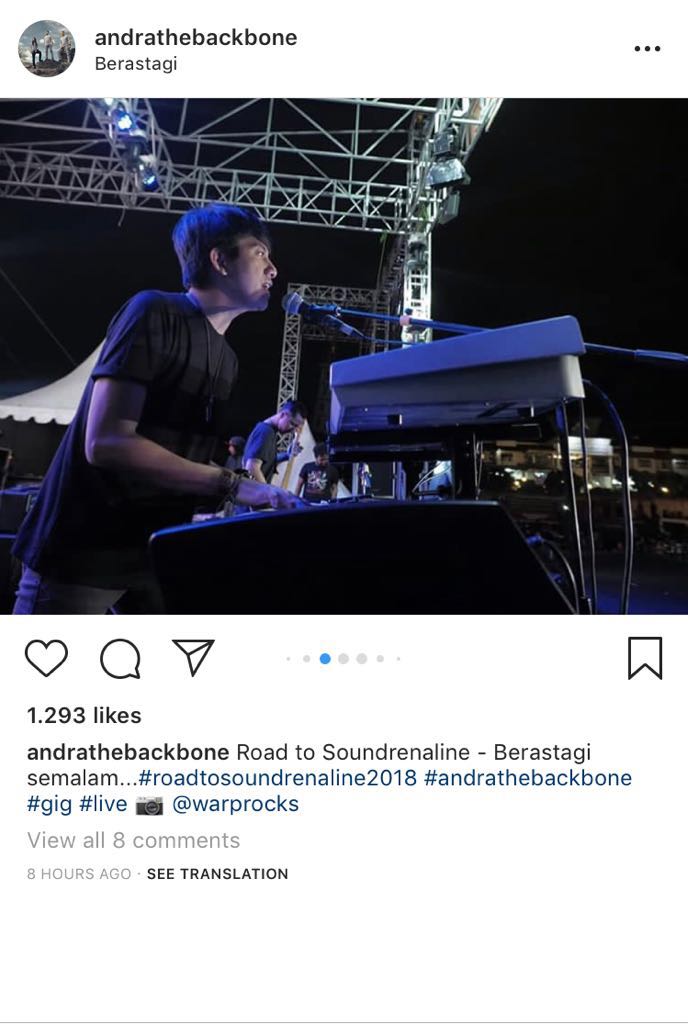 andrathebackbone
Berastagi
1.293 likes
andrathebackbone Road to Soundrenaline - Berastagi
semalam...#roadtosoundrenaline2018 #andrathebackbone
#gig #live 📷 @warprocks
View all 8 comments
8 HOURS AGO · SEE TRANSLATION